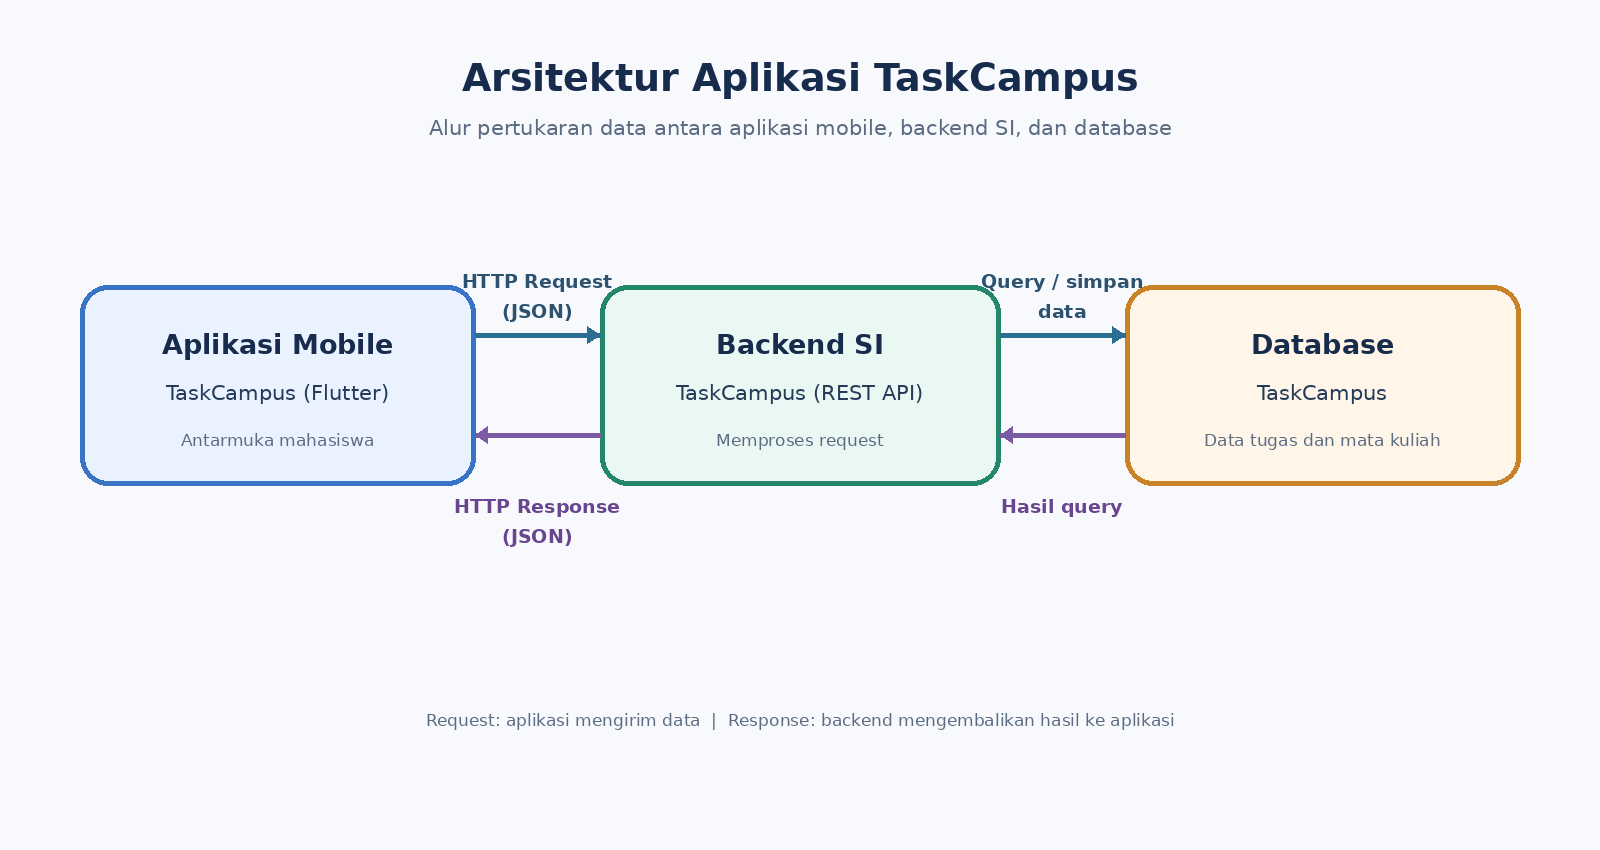 Arsitektur Aplikasi TaskCampus
Alur pertukaran data antara aplikasi mobile, backend SI, dan database
HTTP Request
(JSON)
Query / simpan
data
Aplikasi Mobile
TaskCampus (Flutter)
Antarmuka mahasiswa
Backend SI
TaskCampus (REST API)
Memproses request
Database
TaskCampus
Data tugas dan mata kuliah
HTTP Response
(JSON)
Hasil query
Request: aplikasi mengirim data | Response: backend mengembalikan hasil ke aplikasi